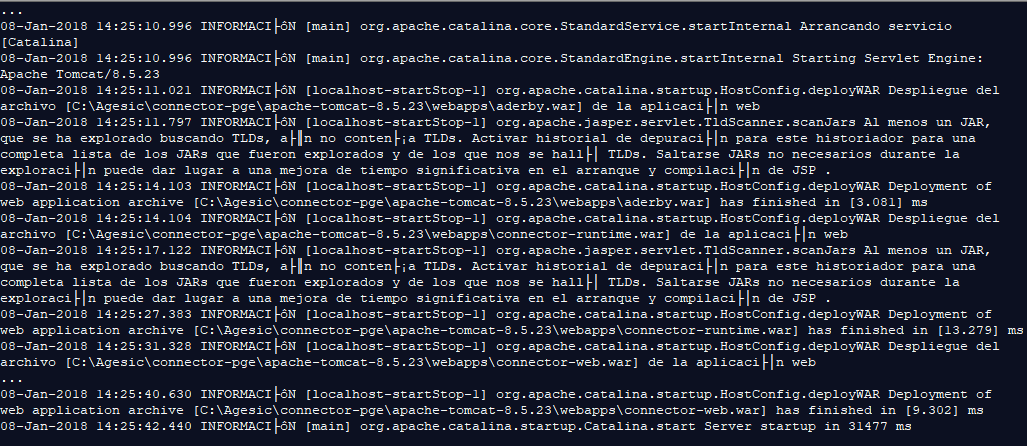 ...
08-Jan-2018 14:25:10.996 INFORMACI├ôN [main] org.apache.catalina.core.StandardService.startInternal Arrancando servicio
[Catalina]
08-Jan-2018 14:25:10.996 INFORMACI├ôN [main] org.apache.catalina.core.StandardEngine.startInternal Starting Servlet Engine:
Apache Tomcat/8.5.23
08-Jan-2018 14:25:11.021 INFORMACI├ôN [localhost-startStop-1] org.apache.catalina.startup.HostConfig.deployWAR Despliegue del
archivo [C:\Agesic\connector-pge\apache-tomcat-8.5.23\webapps\aderby.war] de la aplicaci├│n web
08-Jan-2018 14:25:11.797 INFORMACI├ôN [localhost-startStop-1] org.apache.jasper.servlet.TldScanner.scanJars Al menos un JAR,
que se ha explorado buscando TLDs, a├▌n no conten├¡a TLDs. Activar historial de depuraci├│n para este historiador para una
completa lista de los JARs que fueron explorados y de los que nos se hall├│ TLDs. Saltarse JARs no necesarios durante la
exploraci├│n puede dar lugar a una mejora de tiempo significativa en el arranque y compilaci├│n de JSP .
08-Jan-2018 14:25:14.103 INFORMACI├ôN [localhost-startStop-1] org.apache.catalina.startup.HostConfig.deployWAR Deployment of
web application archive [C:\Agesic\connector-pge\apache-tomcat-8.5.23\webapps\aderby.war] has finished in [3.081] ms
08-Jan-2018 14:25:14.104 INFORMACI├ôN [localhost-startStop-1] org.apache.catalina.startup.HostConfig.deployWAR Despliegue del
archivo [C:\Agesic\connector-pge\apache-tomcat-8.5.23\webapps\connector-runtime.war] de la aplicaci├│n web
08-Jan-2018 14:25:17.122 INFORMACI├ôN [localhost-startStop-1] org.apache.jasper.servlet.TldScanner.scanJars Al menos un JAR,
que se ha explorado buscando TLDs, a├▌n no conten├¡a TLDs. Activar historial de depuraci├│n para este historiador para una
completa lista de los JARs que fueron explorados y de los que nos se hall├│ TLDs. Saltarse JARs no necesarios durante la
exploraci├│n puede dar lugar a una mejora de tiempo significativa en el arranque y compilaci├│n de JSP .
08-Jan-2018 14:25:27.383 INFORMACI├ôN [localhost-startStop-1] org.apache.catalina.startup.HostConfig.deployWAR Deployment of
web application archive [C:\Agesic\connector-pge\apache-tomcat-8.5.23\webapps\connector-runtime.war] has finished in [13.279] ms
08-Jan-2018 14:25:31.328 INFORMACI├ôN [localhost-startStop-1] org.apache.catalina.startup.HostConfig.deployWAR Despliegue del
archivo [C:\Agesic\connector-pge\apache-tomcat-8.5.23\webapps\connector-web.war] de la aplicaci├│n web
...
08-Jan-2018 14:25:40.630 INFORMACI├ôN [localhost-startStop-1] org.apache.catalina.startup.HostConfig.deployWAR Deployment of
web application archive [C:\Agesic\connector-pge\apache-tomcat-8.5.23\webapps\connector-web.war] has finished in [9.302] ms
08-Jan-2018 14:25:42.440 INFORMACI├ôN [main] org.apache.catalina.startup.Catalina.start Server startup in 31477 ms